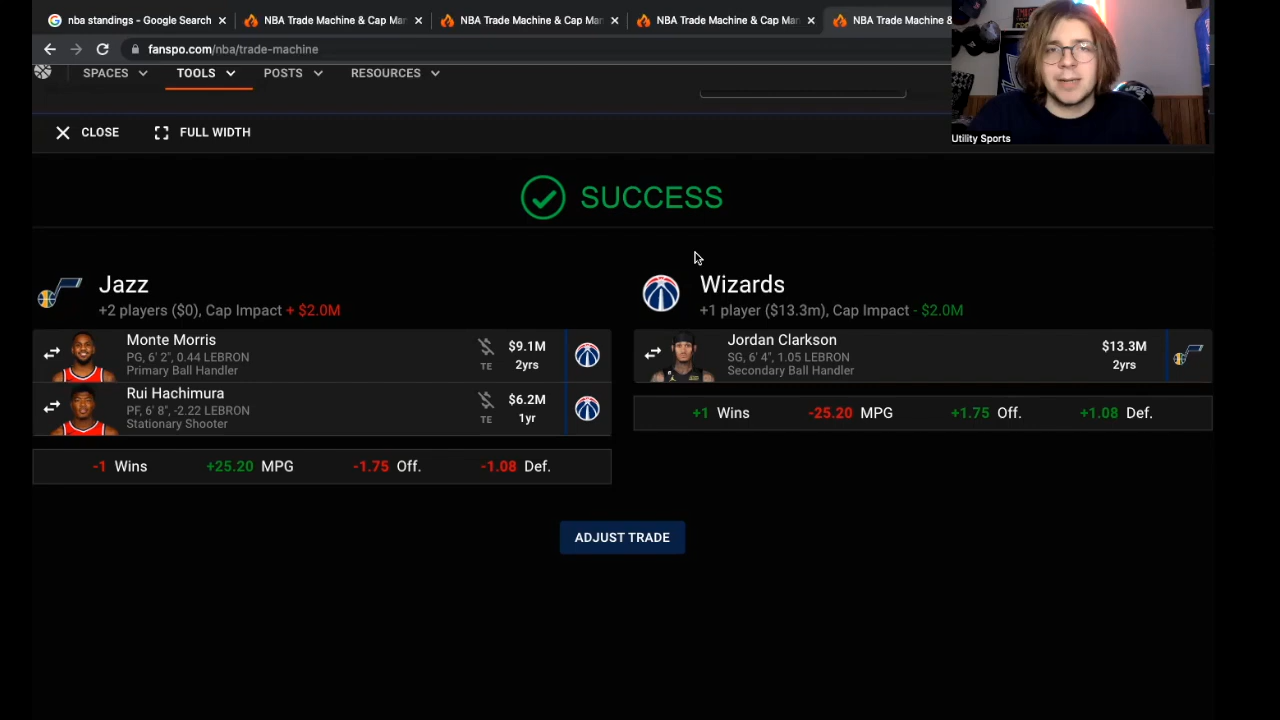 nba standings - Google Search
NBA Trade Machine & Cap Man
NBA Trade Machine & Cap Man
NBA Trade Machine & Cap Man
NBA Trade Machine &
fanspo.com/nba/trade-machine
SPACES
TOOLS
POSTS
RESOURCES
Utility Sports
CLOSE
FULL WIDTH
SUCCESS
Jazz
+2 players ($0), Cap Impact + $2.0M
Monte Morris
PG, 6' 2", 0.44 LEBRON
Primary Ball Handler
TE
$9.1M
2yrs
Rui Hachimura
PF, 6' 8", -2.22 LEBRON
Stationary Shooter
TE
$6.2M
1yr
-1 Wins +25.20 MPG -1.75 Off. -1.08 Def.
Wizards
+1 player ($13.3m), Cap Impact - $2.0M
Jordan Clarkson
SG, 6' 4", 1.05 LEBRON
Secondary Ball Handler
$13.3M
2yrs
+1 Wins -25.20 MPG +1.75 Off. +1.08 Def.
ADJUST TRADE